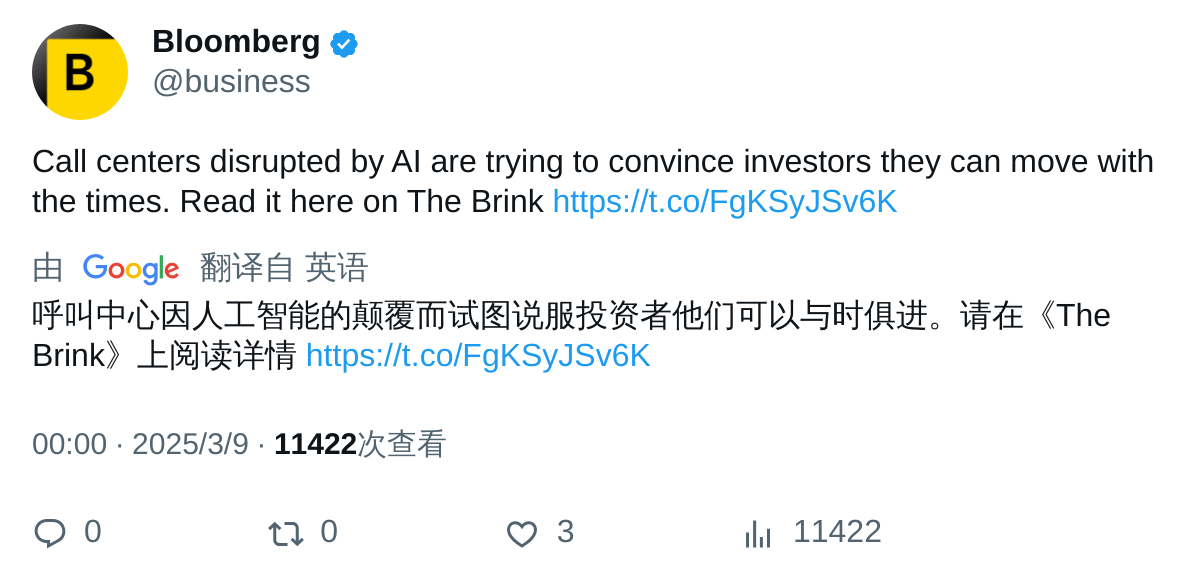 B
Bloomberg
@business
Call centers disrupted by AI are trying to convince investors they can move with
the times. Read it here on The Brink https://t.co/FgKSyJSv6K
由 Google 翻译自 英语
呼叫中心因人工智能的颠覆而试图说服投资者他们可以与时俱进。请在《The
Brink》上阅读详情 https://t.co/FgKSyJSv6K
00:00 · 2025/3/9 · 11422次查看
0 0 3 11422